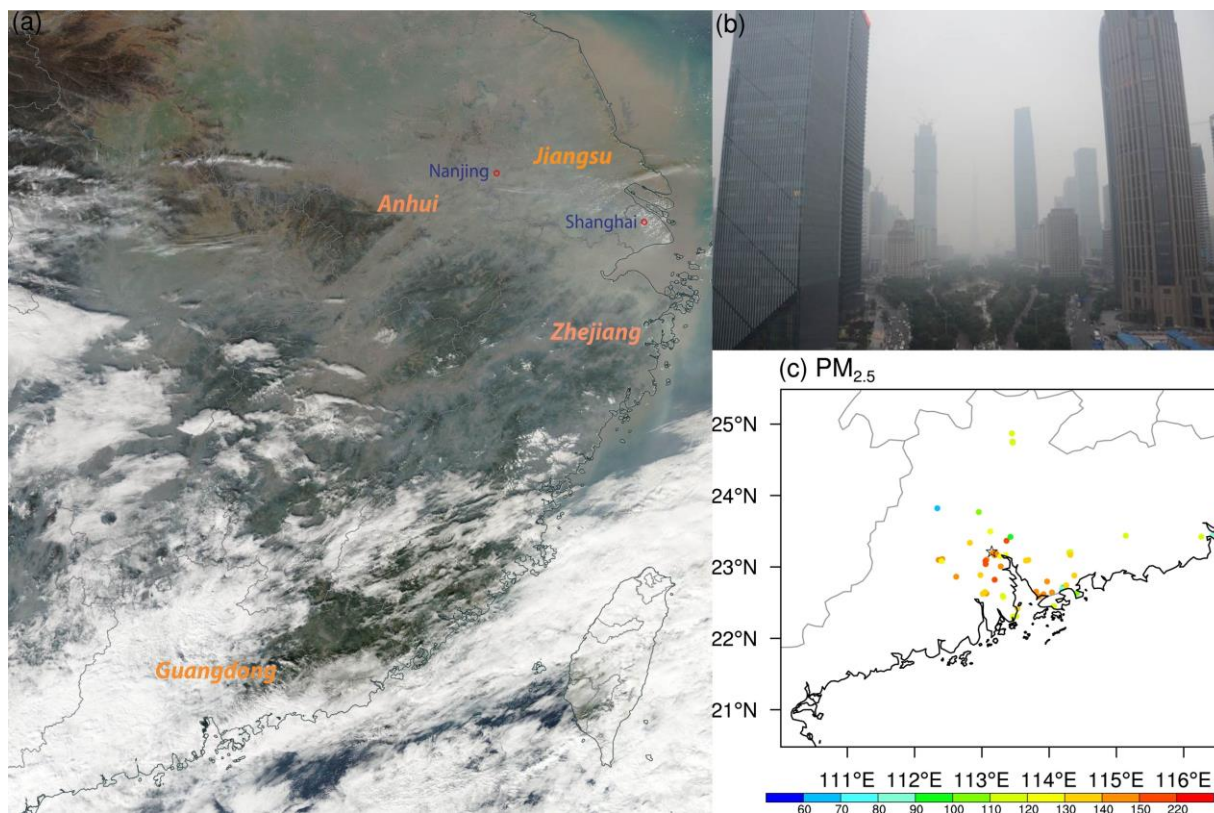 (a)
Jiangsu
Nanjing
Anhui
Shanghai
Zhejiang
Guangdong
(b)
(c) PM2.5
25°N
24°N
23°N
22°N
21°N
111°E 112°E 113°E 114°E 115°E 116°E
60 70 80 90 100 110 120 130 140 150 220